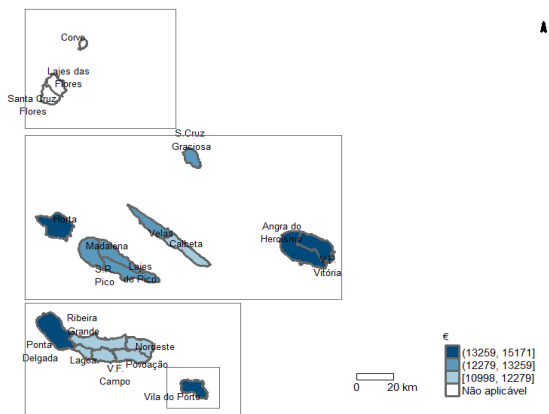 Corvo
Lajes das
Flores
Santa Cruz
Flores
S.Cruz
Graciosa
Horta
Velas
Calheta
Madalena
S.R.
Pico
Lajes
do Pico
Angra do
Heroísmo
V.P.
Vitória
Ribeira
Grande
Ponta
Delgada
Lagoa
V.F.
Campo
Nordeste
Povoação
Vila do Porto
€
(13259, 15171]
(12279, 13259]
[10998, 12279]
Não aplicável
0 20 km